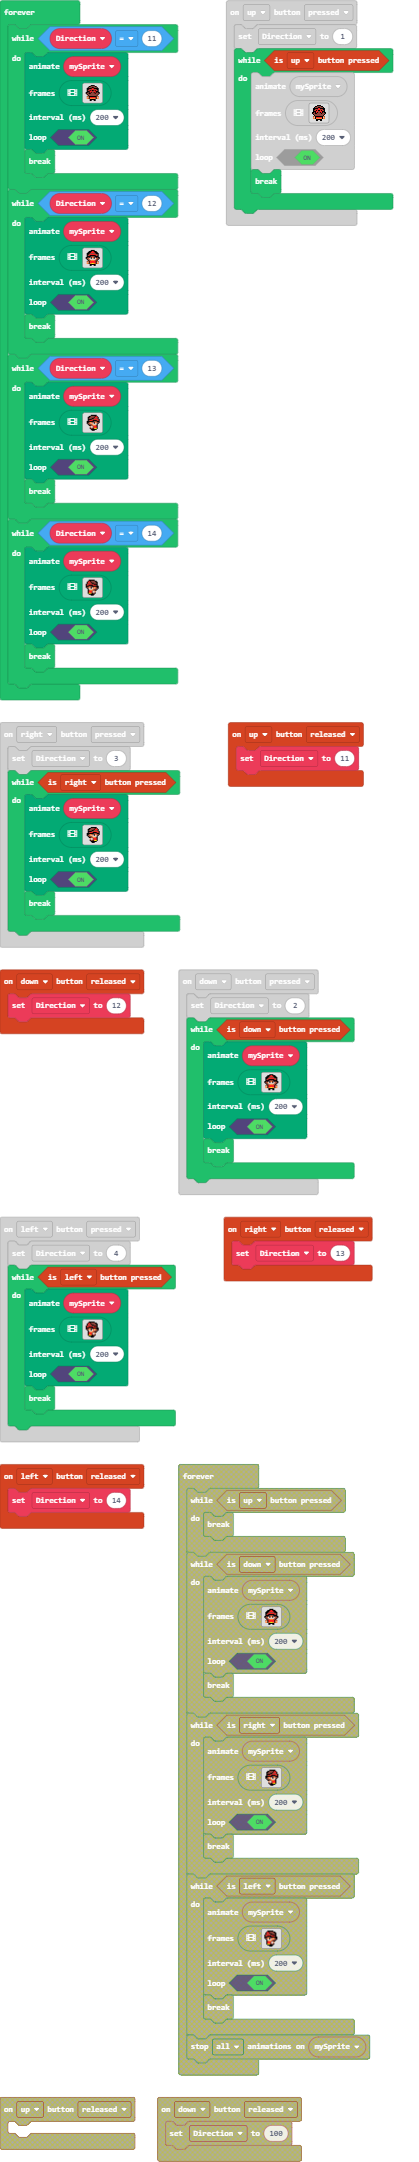 forever
while Direction = 11
do
animate mySprite
frames
interval (ms) 200
loop ON
break
while Direction = 12
do
animate mySprite
frames
interval (ms) 200
loop ON
break
while Direction = 13
do
animate mySprite
frames
interval (ms) 200
loop ON
break
while Direction = 14
do
animate mySprite
frames
interval (ms) 200
loop ON
break
on up button pressed
set Direction to 1
while is up button pressed
do
animate mySprite
frames
interval (ms) 200
loop ON
break
on right button pressed
set Direction to 3
while is right button pressed
do
animate mySprite
frames
interval (ms) 200
loop ON
break
on up button released
set Direction to 11
on down button released
set Direction to 12
on down button pressed
set Direction to 2
while is down button pressed
do
animate mySprite
frames
interval (ms) 200
loop ON
break
on left button pressed
set Direction to 4
while is left button pressed
do
animate mySprite
frames
interval (ms) 200
loop ON
break
on right button released
set Direction to 13
on left button released
set Direction to 14
forever
while is up button pressed
do
break
while is down button pressed
do
animate mySprite
frames
interval (ms) 200
loop ON
break
while is right button pressed
do
animate mySprite
frames
interval (ms) 200
loop ON
break
while is left button pressed
do
animate mySprite
frames
interval (ms) 200
loop ON
break
stop all animations on mySprite
on up button released
on down button released
set Direction to 100